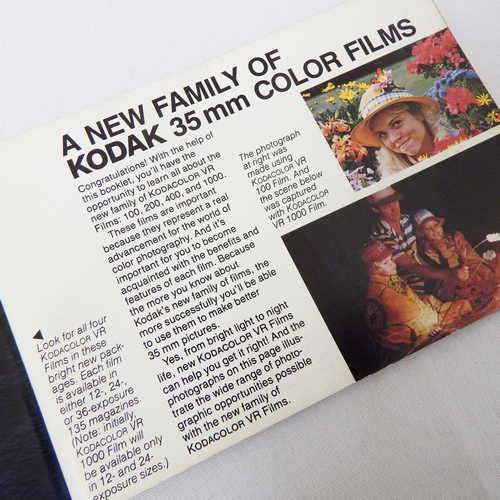 A NEW FAMILY OF
KODAK 35 mm COLOR FILMS
Congratulations! With the help of
this booklet, you'll have the
opportunity to learn all about the
new family of KODACOLOR VR
Films: 100, 200, 400, and 1000.
These films are important
because they represent a real
advancement for the world of
color photography. And it's
important for you to become
acquainted with the benefits and
features of each film. Because
the more you know about
Kodak's new family of films, the
more successfully you'll be able
to use them to make better
35 mm pictures.
Yes, from bright light to night
life, new KODACOLOR VR Films
can help you get it right! And the
photographs on this page illus-
trate the wide range of photo-
graphic opportunities possible
with the new family of
KODACOLOR VR Films.
The photograph
at right was
made using
KODACOLOR VR
100 Film. And
the scene below
was captured
with KODACOLOR
VR 1000 Film.
Look for all four
KODACOLOR VR
Films in these
bright new pack-
ages. Each film
is available in
either 12-, 24-,
or 36-exposure
135 magazines.
(Note: initially,
KODACOLOR VR
1000 Film will
be available only
in 12- and 24-
exposure sizes.)